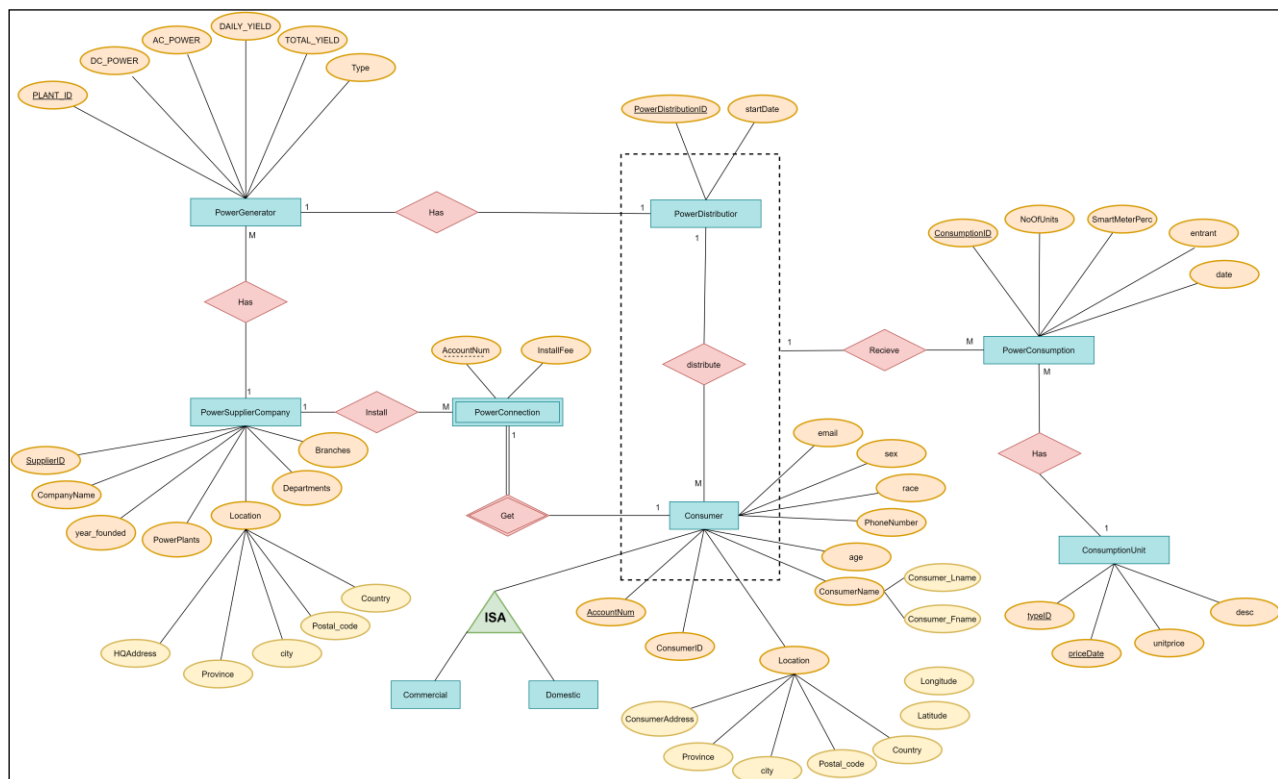 DAILY_YIELD
AC_POWER
TOTAL_YIELD
DC_POWER
Type
PLANT_ID
PowerDistributionID
startDate
PowerGenerator
1
Has
1
PowerDistributior
M
1
ConsumptionID
NoOfUnits
SmartMeterPerc
entrant
date
Has
AccountNum
InstallFee
distribute
1
Recieve
M
PowerConsumption
M
1
PowerSupplierCompany
1
Install
M
PowerConnection
1
Has
SupplierID
CompanyName
year_founded
PowerPlants
Location
Departments
Branches
Get
1
M
Consumer
email
sex
race
PhoneNumber
age
ConsumerName
Consumer_Lname
Consumer_Fname
1
ConsumptionUnit
typeID
priceDate
unitprice
desc
HQAddress
Province
city
Postal_code
Country
ISA
Commercial
Domestic
AccountNum
ConsumerID
Location
Longitude
Latitude
ConsumerAddress
Province
city
Postal_code
Country